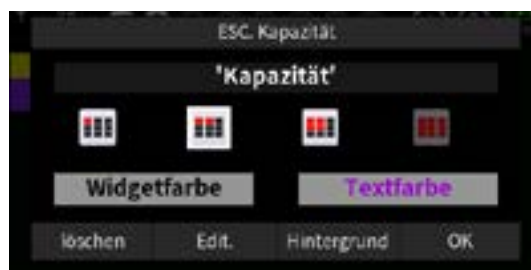 ESC. Kapazität
'Kapazität'
Widgetfarbe Textfarbe
löschen Edit. Hintergrund OK